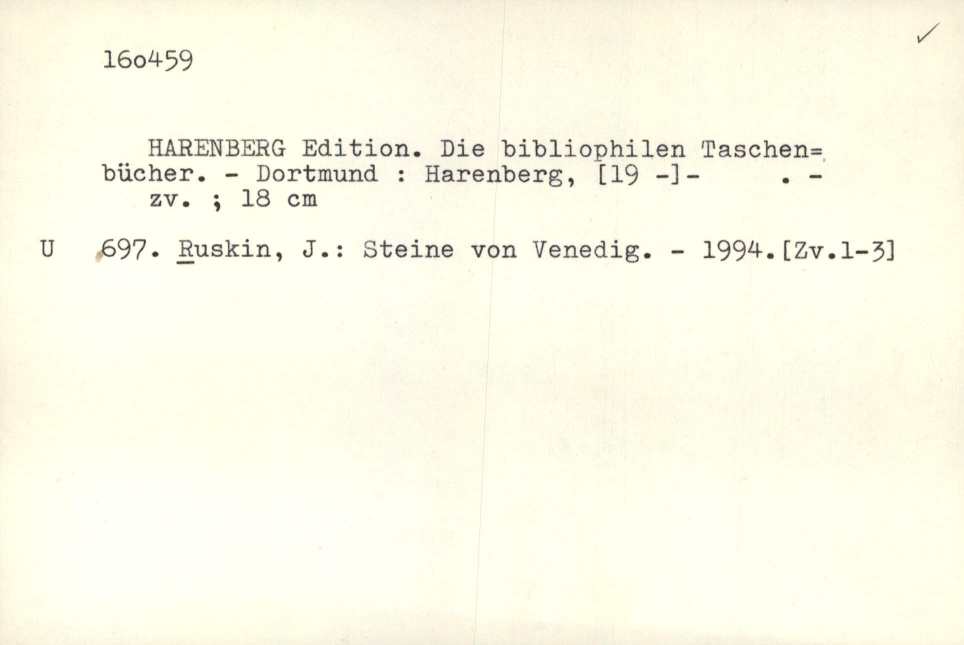 16o459
HARENBERG Edition. Die bibliophilen Taschen=
bücher. - Dortmund : Harenberg, [19 -]- . -
zv. ; 18 cm
U 697. Ruskin, J.: Steine von Venedig. - 1994.[Zv.1-3]